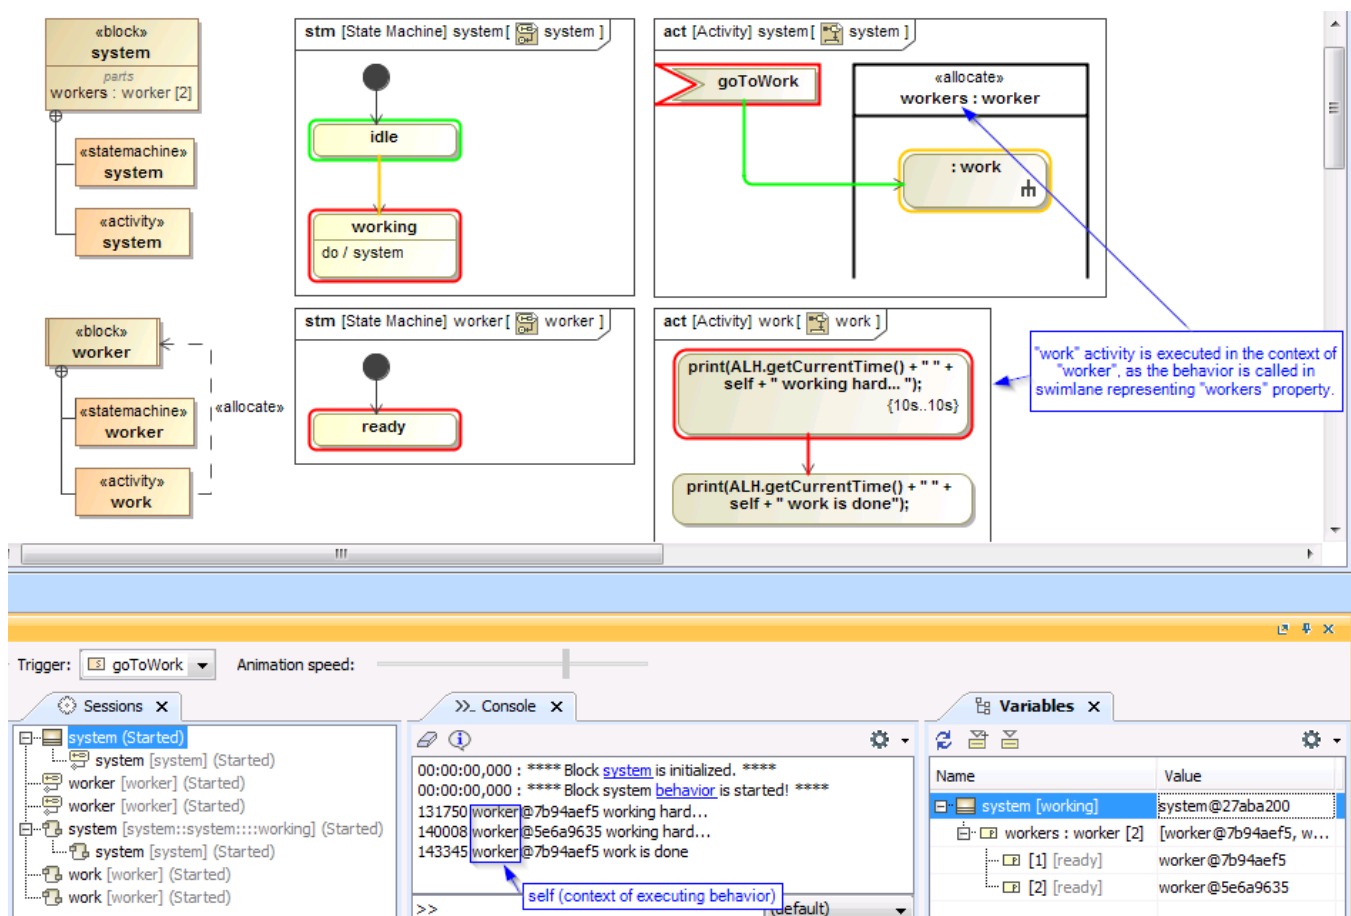 «block»
system
parts
workers : worker [2]
«statemachine»
system
«activity»
system
stm [State Machine] system[ system ]
idle
working
do / system
act [Activity] system[ system ]
goToWork
«allocate»
workers : worker
: work
«block»
worker
«allocate»
«statemachine»
worker
«activity»
work
stm [State Machine] worker[ worker ]
ready
act [Activity] work[ work ]
print(ALH.getCurrentTime() + " " +
self + " working hard... ");
{10s..10s}
print(ALH.getCurrentTime() + " " +
self + " work is done");
"work" activity is executed in the context of
"worker", as the behavior is called in
swimlane representing "workers" property.
Trigger: goToWork Animation speed:
Sessions
system (Started)
system [system] (Started)
worker [worker] (Started)
worker [worker] (Started)
system [system::system::::working] (Started)
system [system] (Started)
work [worker] (Started)
work [worker] (Started)
Console
00:00:00,000 : **** Block system is initialized. ****
00:00:00,000 : **** Block system behavior is started! ****
131750 worker@7b94aef5 working hard...
140008 worker@5e6a9635 working hard...
143345 worker@7b94aef5 work is done
self (context of executing behavior)
>>
(default)
Variables
Name Value
system [working] system@27aba200
workers : worker [2] [worker@7b94aef5, w...
[1] [ready] worker@7b94aef5
[2] [ready] worker@5e6a9635